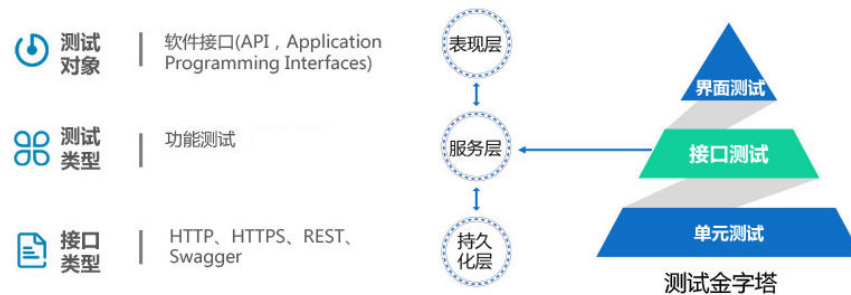 测试
对象
软件接口(API，Application
Programming Interfaces)
测试
类型
功能测试
接口
类型
HTTP、HTTPS、REST、
Swagger
表现层
服务层
持久
化层
界面测试
接口测试
单元测试
测试金字塔